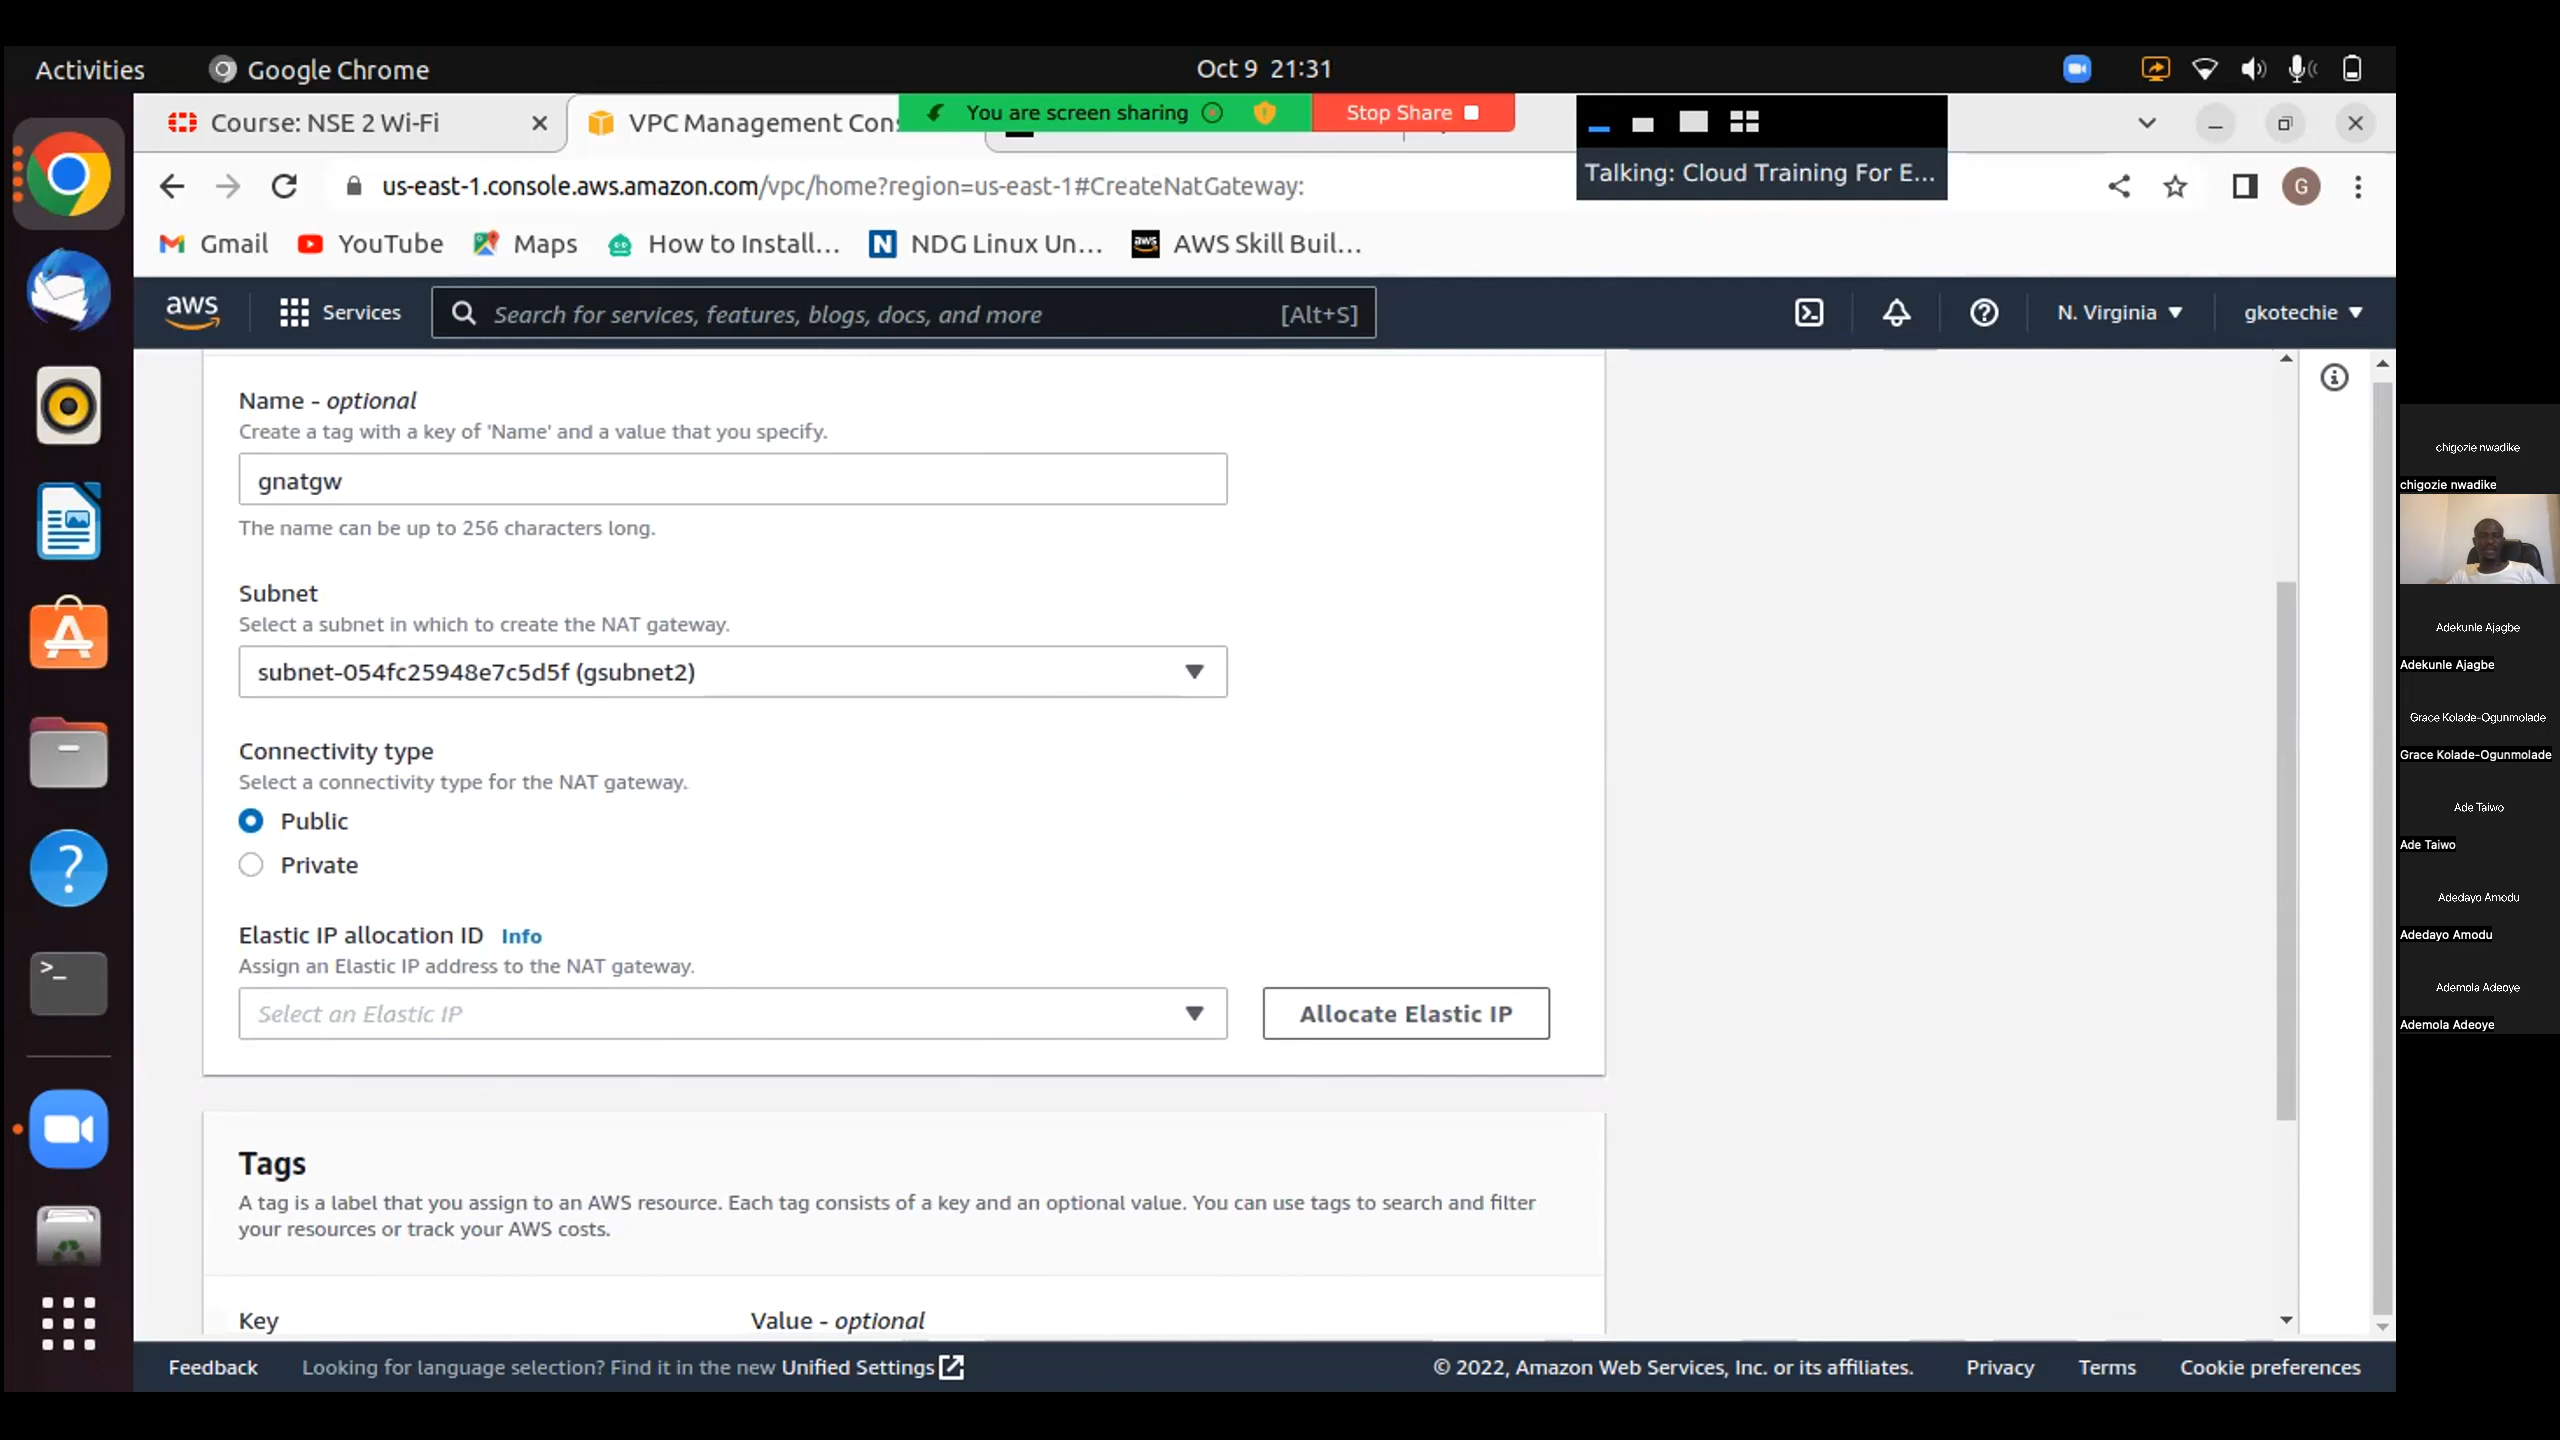 Activities
Google Chrome
Oct 9 21:31
Course: NSE 2 Wi-Fi
VPC Management Con
You are screen sharing
Stop Share
Talking: Cloud Training For E...
us-east-1.console.aws.amazon.com/vpc/home?region=us-east-1#CreateNatGateway:
G
Gmail
YouTube
Maps
How to Install...
N
NDG Linux Un...
aws
AWS Skill Buil...
aws
Services
Search for services, features, blogs, docs, and more
[Alt+S]
N. Virginia
gkotechie
Name - optional
Create a tag with a key of 'Name' and a value that you specify.
gnatgw
The name can be up to 256 characters long.
Subnet
Select a subnet in which to create the NAT gateway.
subnet-054fc25948e7c5d5f (gsubnet2)
Connectivity type
Select a connectivity type for the NAT gateway.
Public
Private
Elastic IP allocation ID Info
Assign an Elastic IP address to the NAT gateway.
Select an Elastic IP
Allocate Elastic IP
Tags
A tag is a label that you assign to an AWS resource. Each tag consists of a key and an optional value. You can use tags to search and filter
your resources or track your AWS costs.
Key
Value - optional
Feedback
Looking for language selection? Find it in the new Unified Settings
© 2022, Amazon Web Services, Inc. or its affiliates.
Privacy
Terms
Cookie preferences
chigozie nwadike
chigozie nwadike
Adekunle Ajagbe
Adekunle Ajagbe
Grace Kolade-Ogunmolade
Grace Kolade-Ogunmolade
Ade Taiwo
Ade Taiwo
Adedayo Amodu
Adedayo Amodu
Ademola Adeoye
Ademola Adeoye